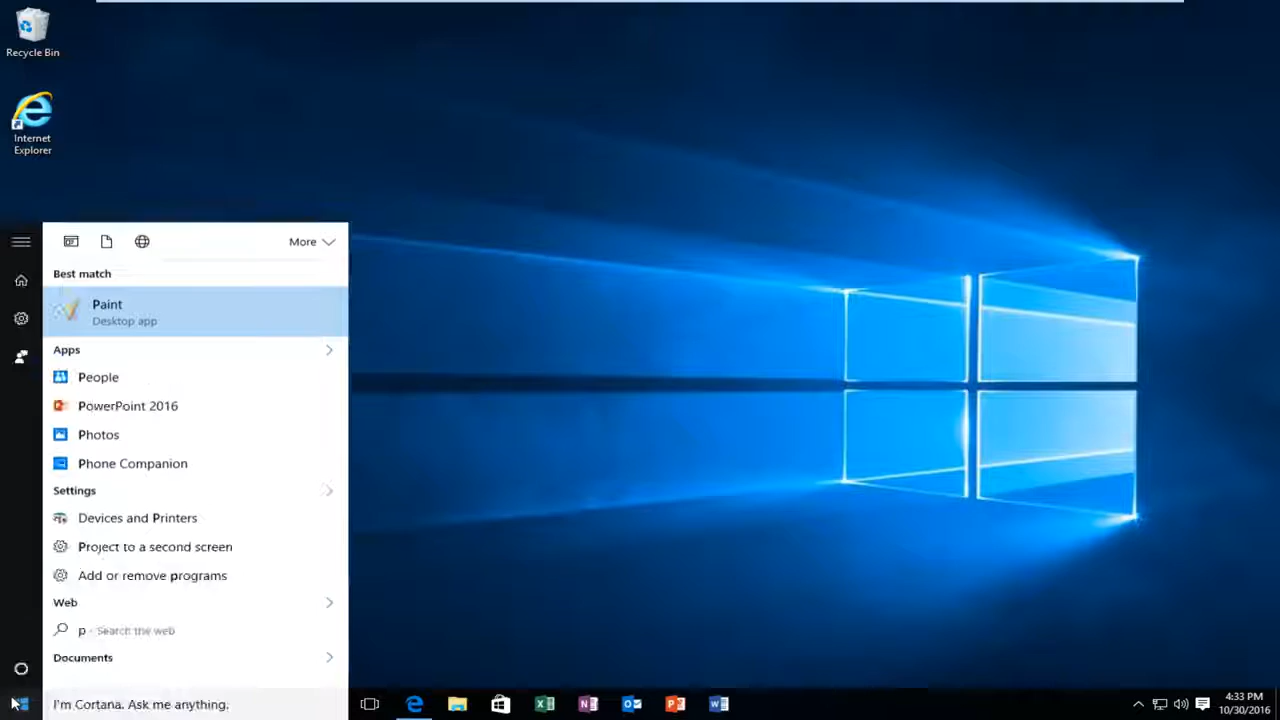 Recycle Bin
Internet
Explorer
More
Best match
Paint
Desktop app
Apps
People
PowerPoint 2016
Photos
Phone Companion
Settings
Devices and Printers
Project to a second screen
Add or remove programs
Web
p - Search the web
Documents
I'm Cortana. Ask me anything.
4:33 PM
10/30/2016